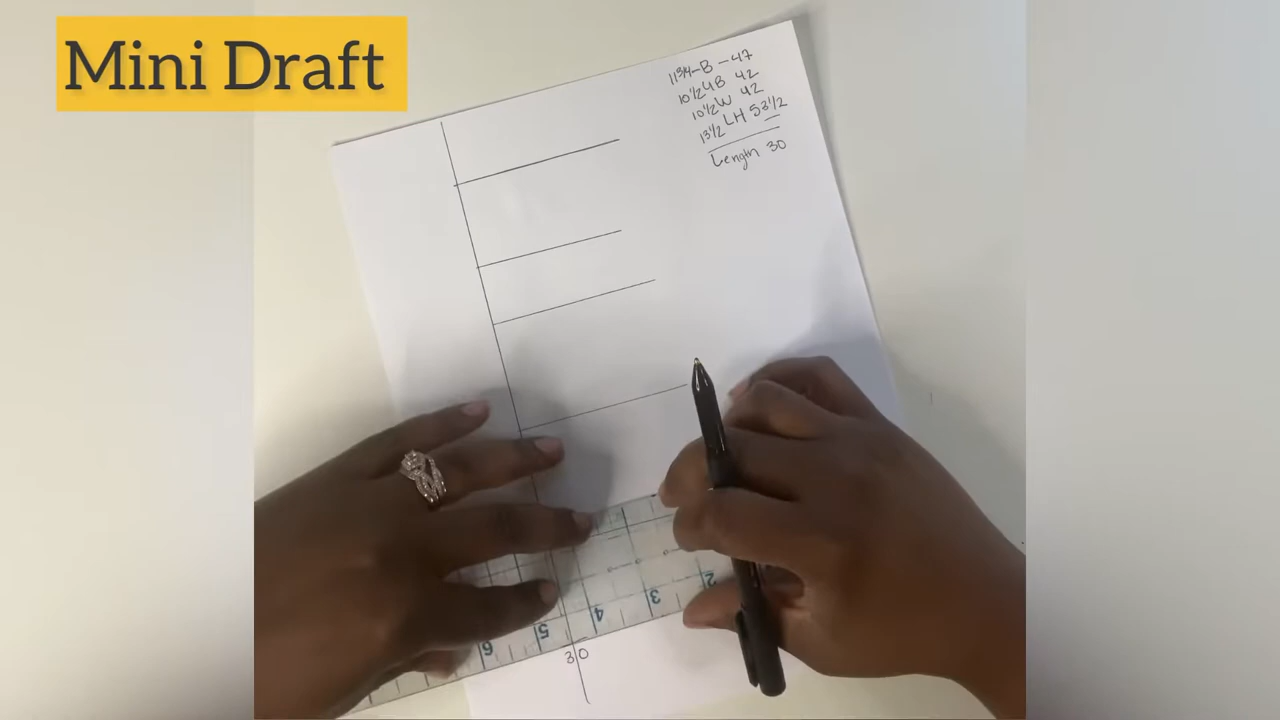 Mini Draft
11 3/4-B - 47
10 1/2 UB 42
10 1/2 W 42
13 1/2 LH 53 1/2
Length 30
6 5 4 3 2
30